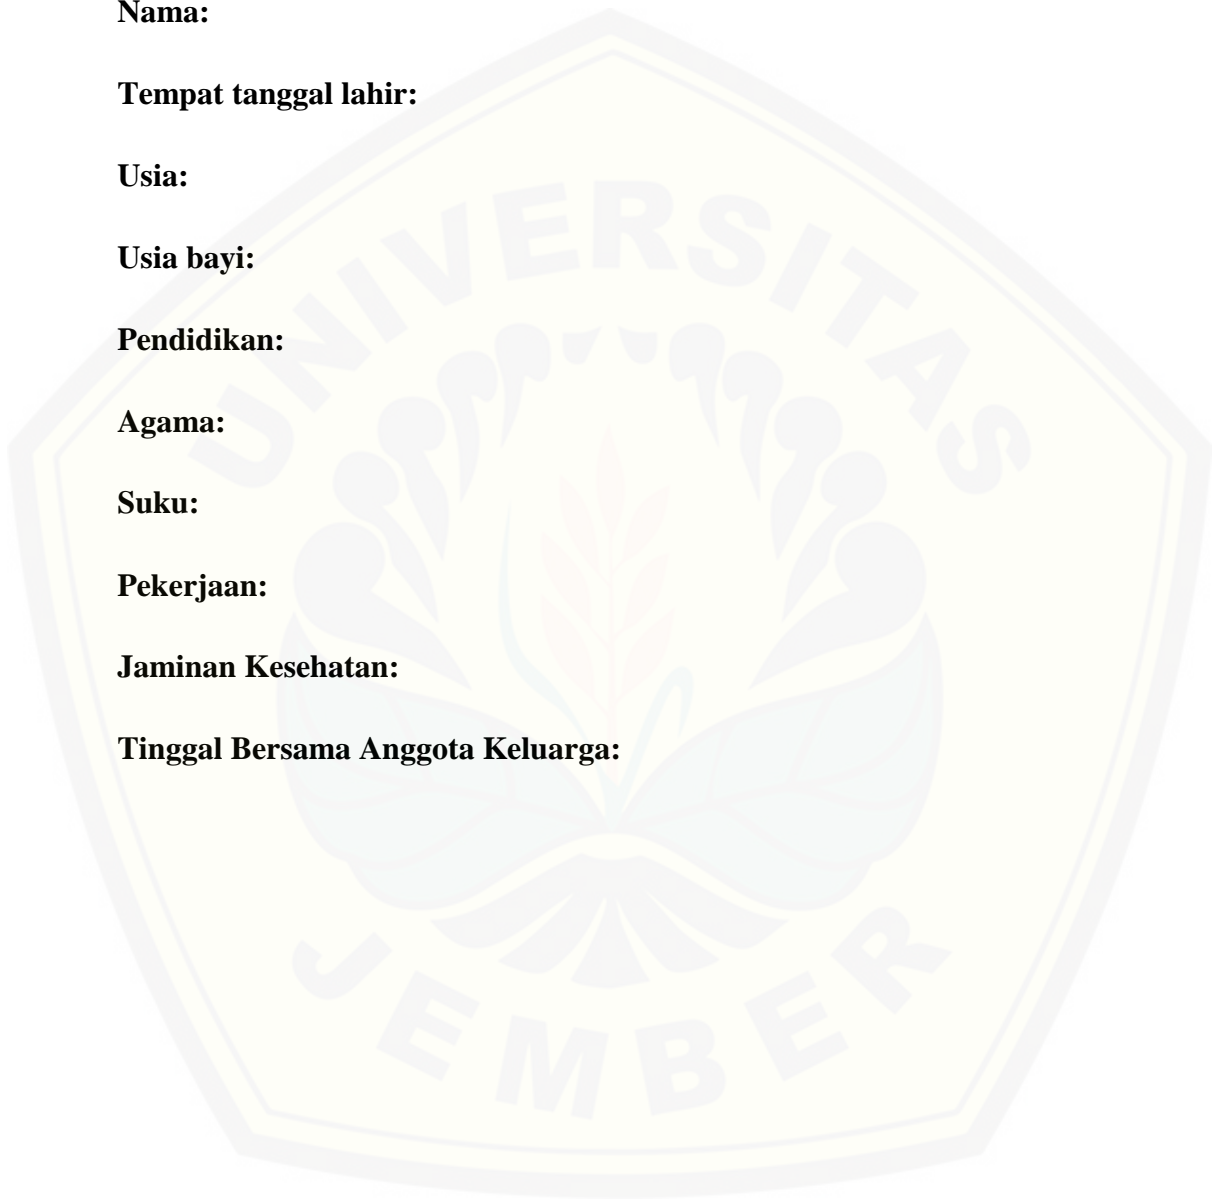 Nama:
Tempat tanggal lahir:
Usia:
Usia bayi:
Pendidikan:
Agama:
Suku:
Pekerjaan:
Jaminan Kesehatan:
Tinggal Bersama Anggota Keluarga:
UNIVERSITAS
JEMBER